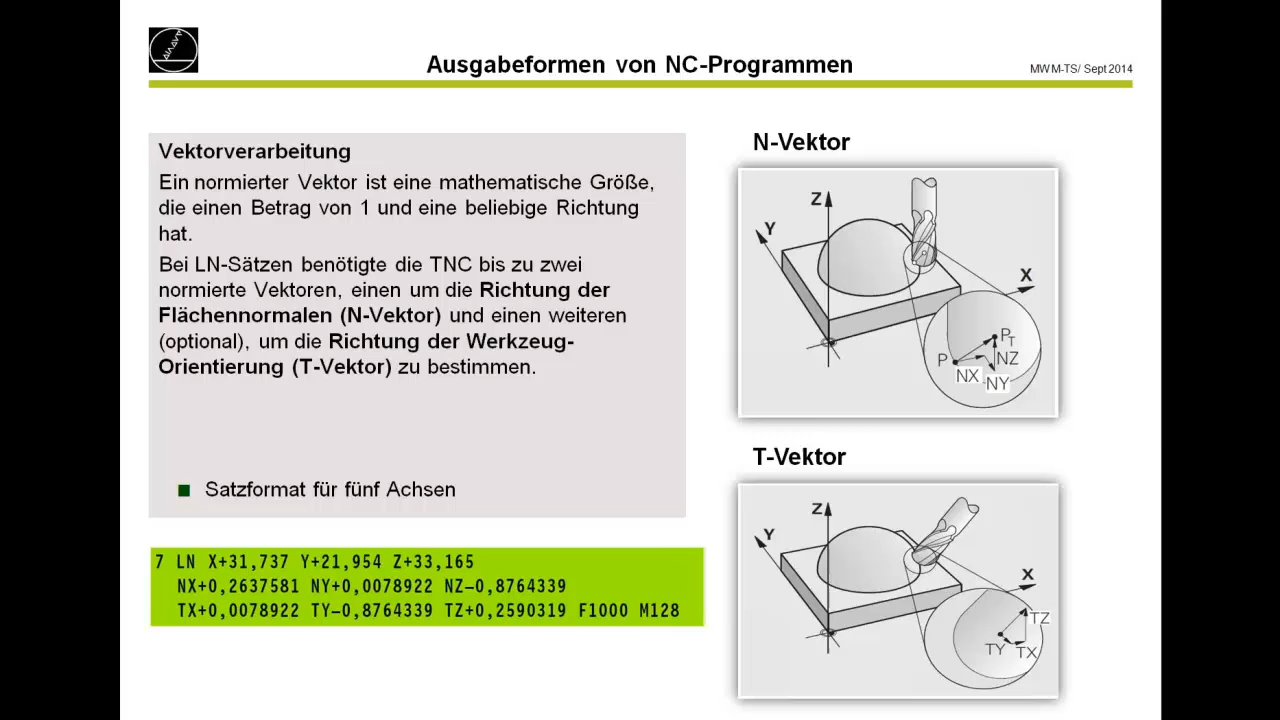 Ausgabeformen von NC-Programmen
MWM-TS/ Sept 2014
Vektorverarbeitung
Ein normierter Vektor ist eine mathematische Größe,
die einen Betrag von 1 und eine beliebige Richtung
hat.
Bei LN-Sätzen benötigte die TNC bis zu zwei
normierte Vektoren, einen um die Richtung der
Flächennormalen (N-Vektor) und einen weiteren
(optional), um die Richtung der Werkzeug-
Orientierung (T-Vektor) zu bestimmen.
Satzformat für fünf Achsen
7 LN X+31,737 Y+21,954 Z+33,165
NX+0,2637581 NY+0,0078922 NZ–0,8764339
TX+0,0078922 TY–0,8764339 TZ+0,2590319 F1000 M128
N-Vektor
Z
Y
X
PT
P
NZ
NX
NY
T-Vektor
Z
Y
X
TZ
TY
TX